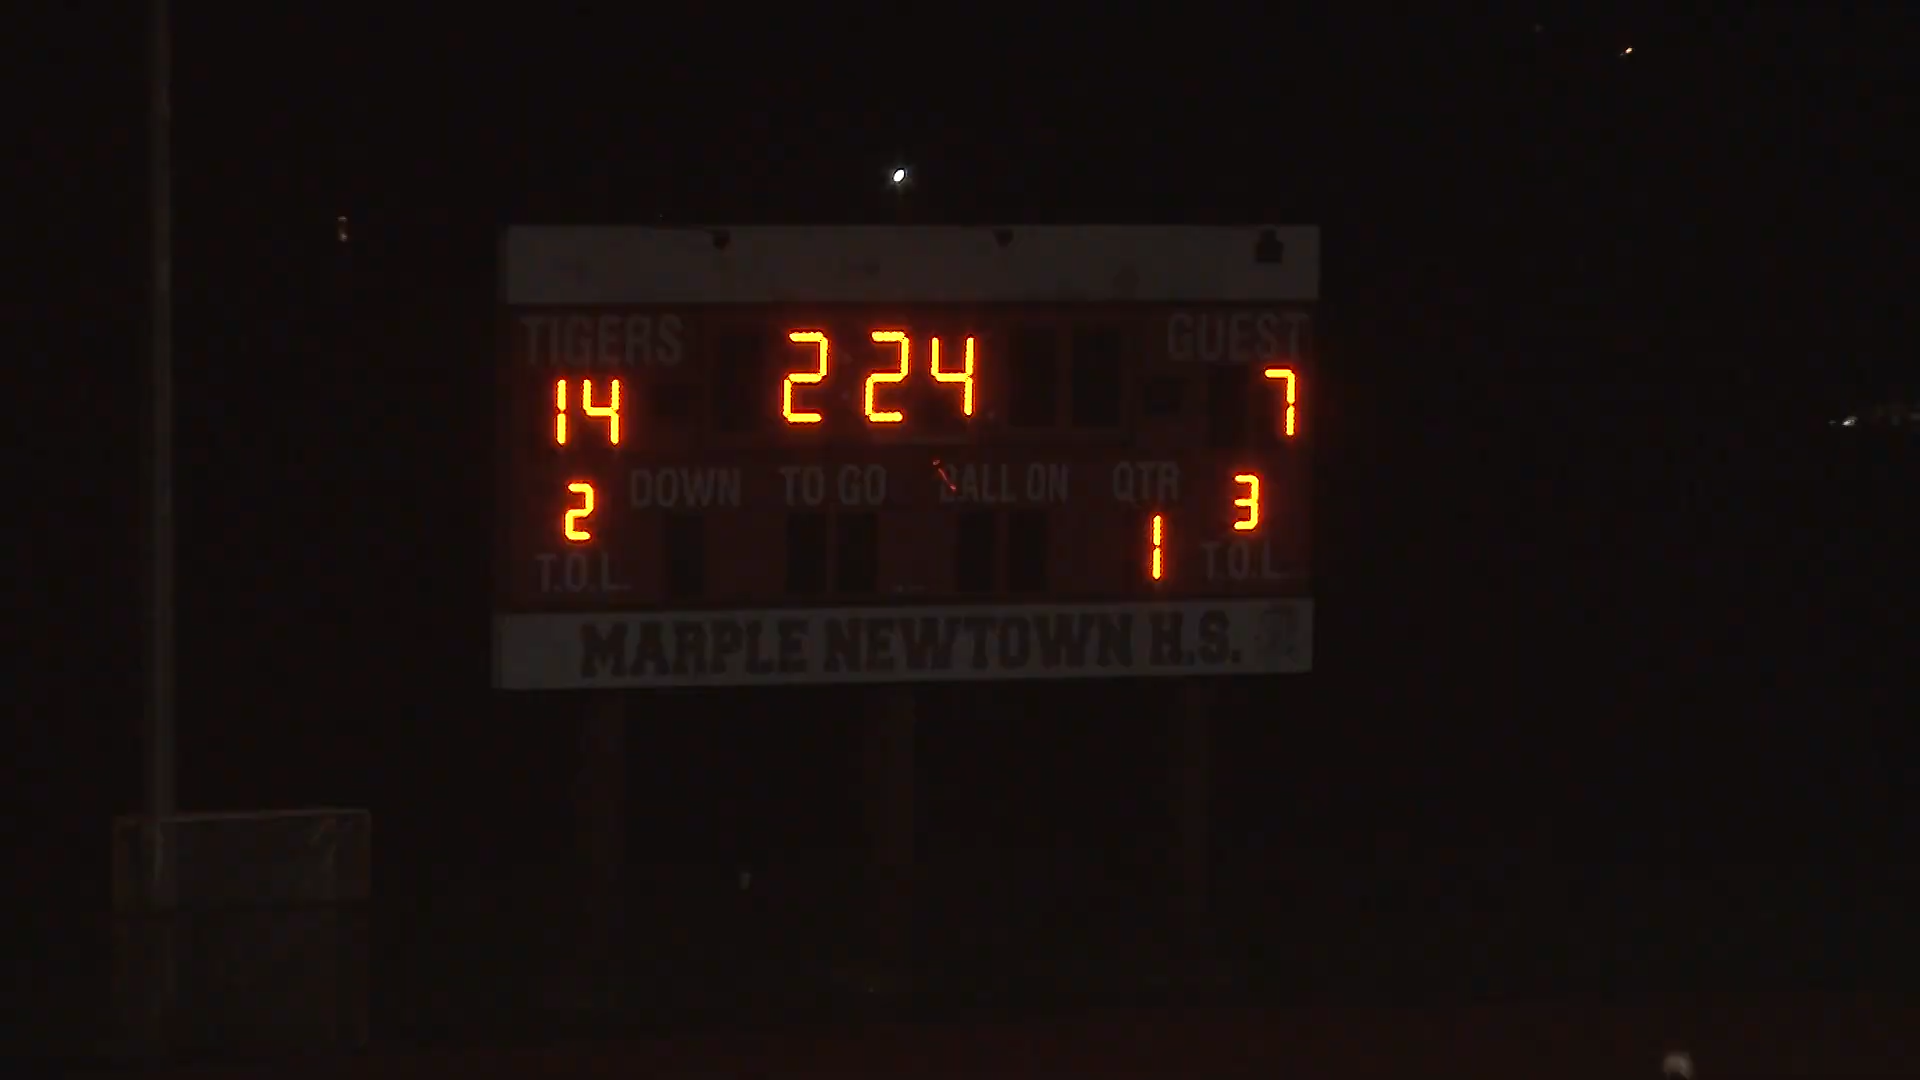 TIGERS 2 24 GUEST
14 7
DOWN TO GO BALL ON QTR
2 1 3
T.O.L. T.O.L.
MARPLE NEWTOWN H.S.